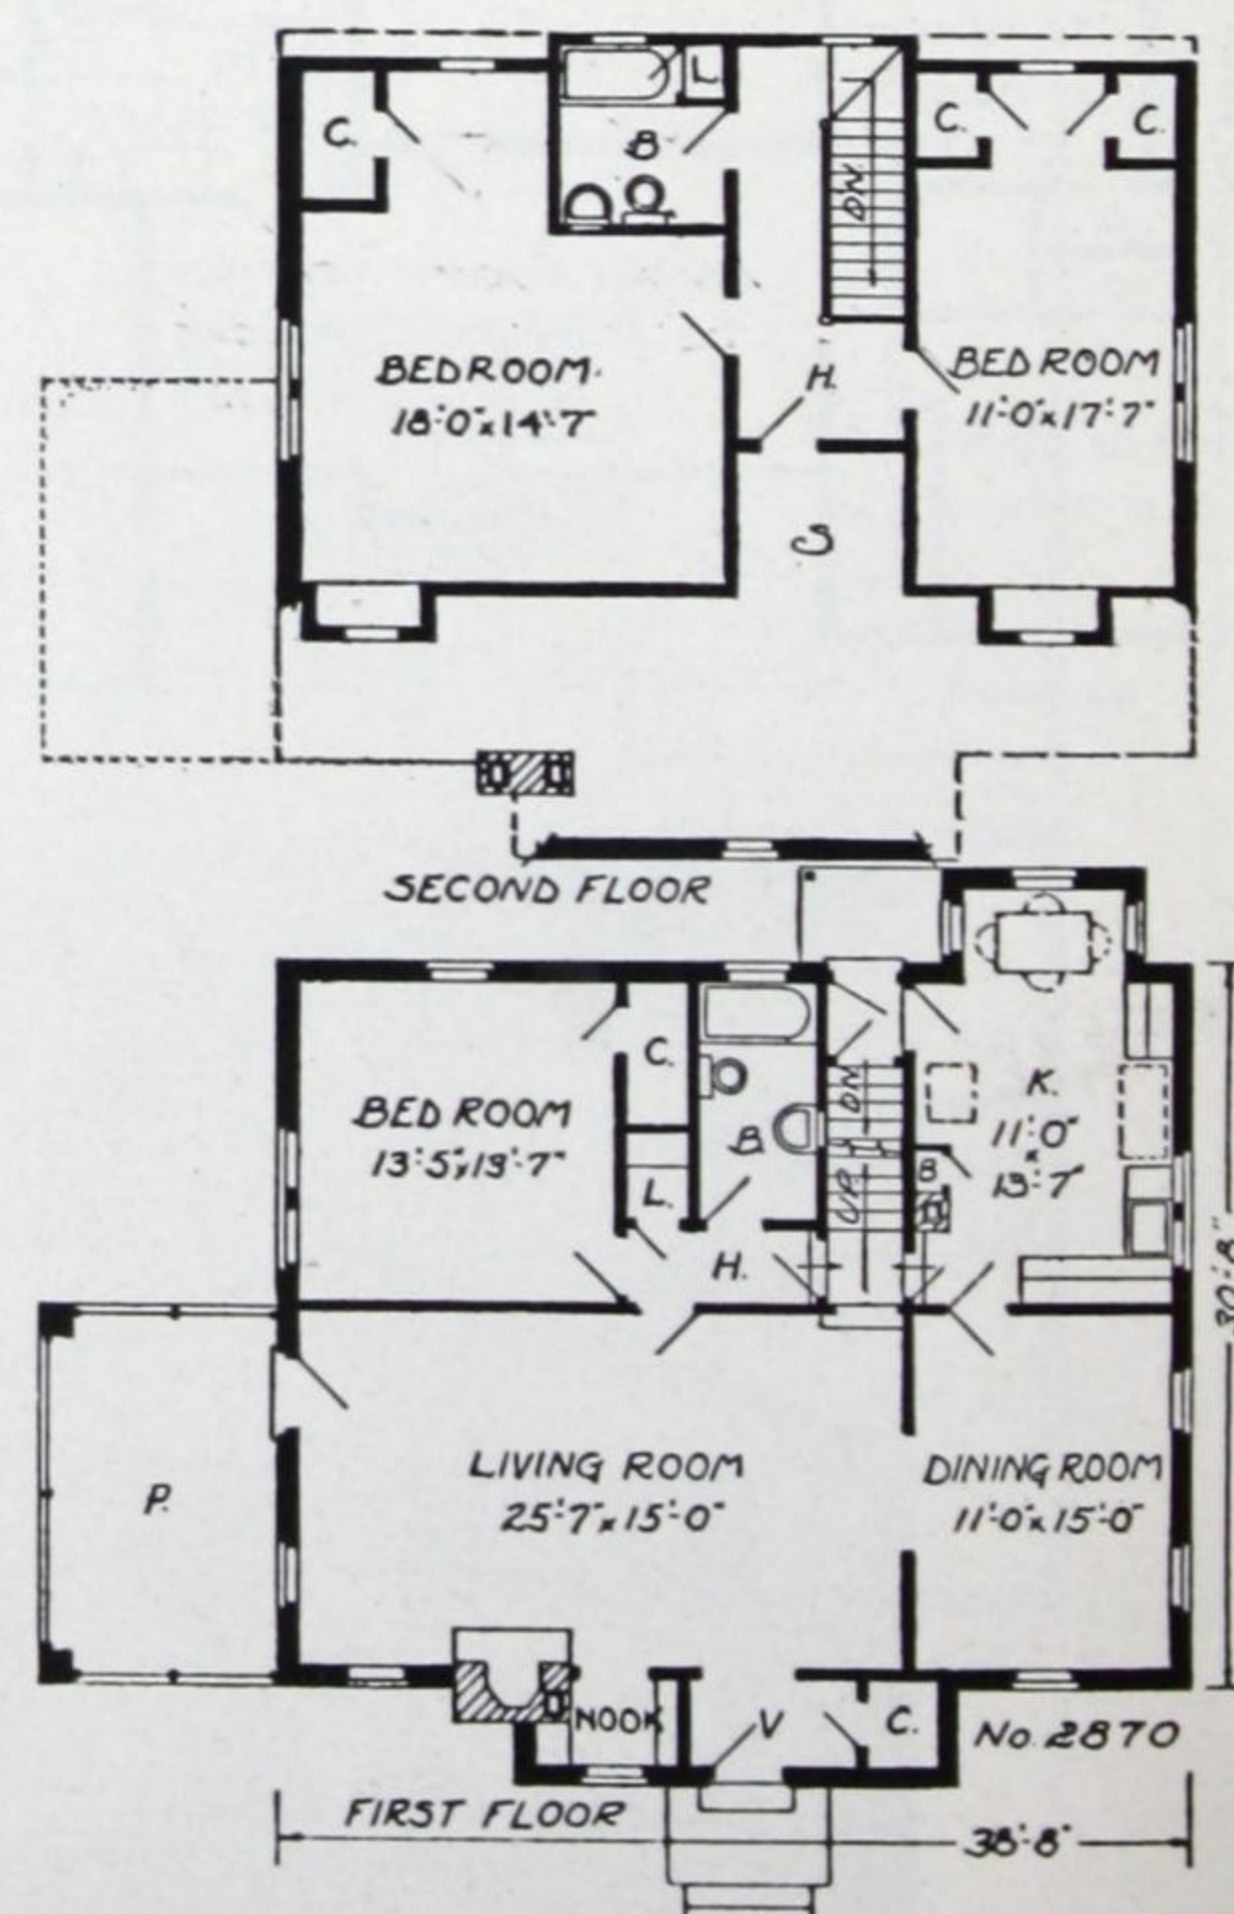 L.
C.
B
C.
C.
DN.
BEDROOM.
18'-0"x14'-7"
H.
BED ROOM
11'-0"x17'-7"
S
SECOND FLOOR
C.
BED ROOM
13'-5"x13'-7"
DN
K.
11'-0"
x
13'-7"
B.
B
L.
UP.
H.
30'-8"
LIVING ROOM
25'-7"x15'-0"
DINING ROOM
11'-0"x15'-0"
P.
NOOK
V
C.
No. 2870
FIRST FLOOR
38'-8"